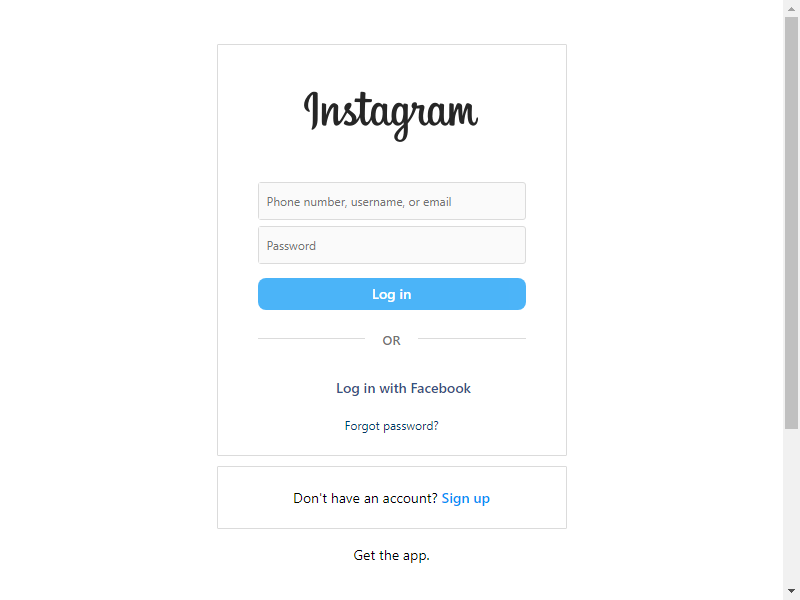 Instagram
Phone number, username, or email
Password
Log in
OR
Log in with Facebook
Forgot password?
Don't have an account? Sign up
Get the app.